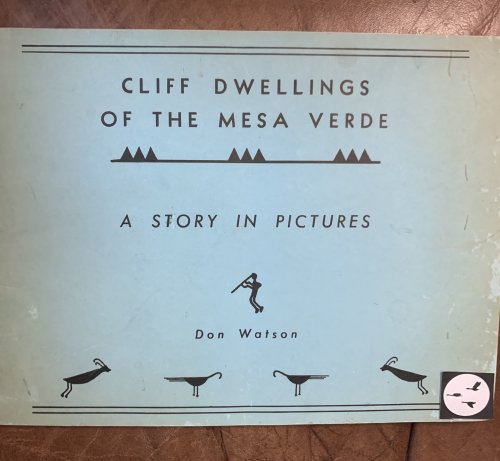 CLIFF DWELLINGS
OF THE MESA VERDE
A STORY IN PICTURES
Don Watson